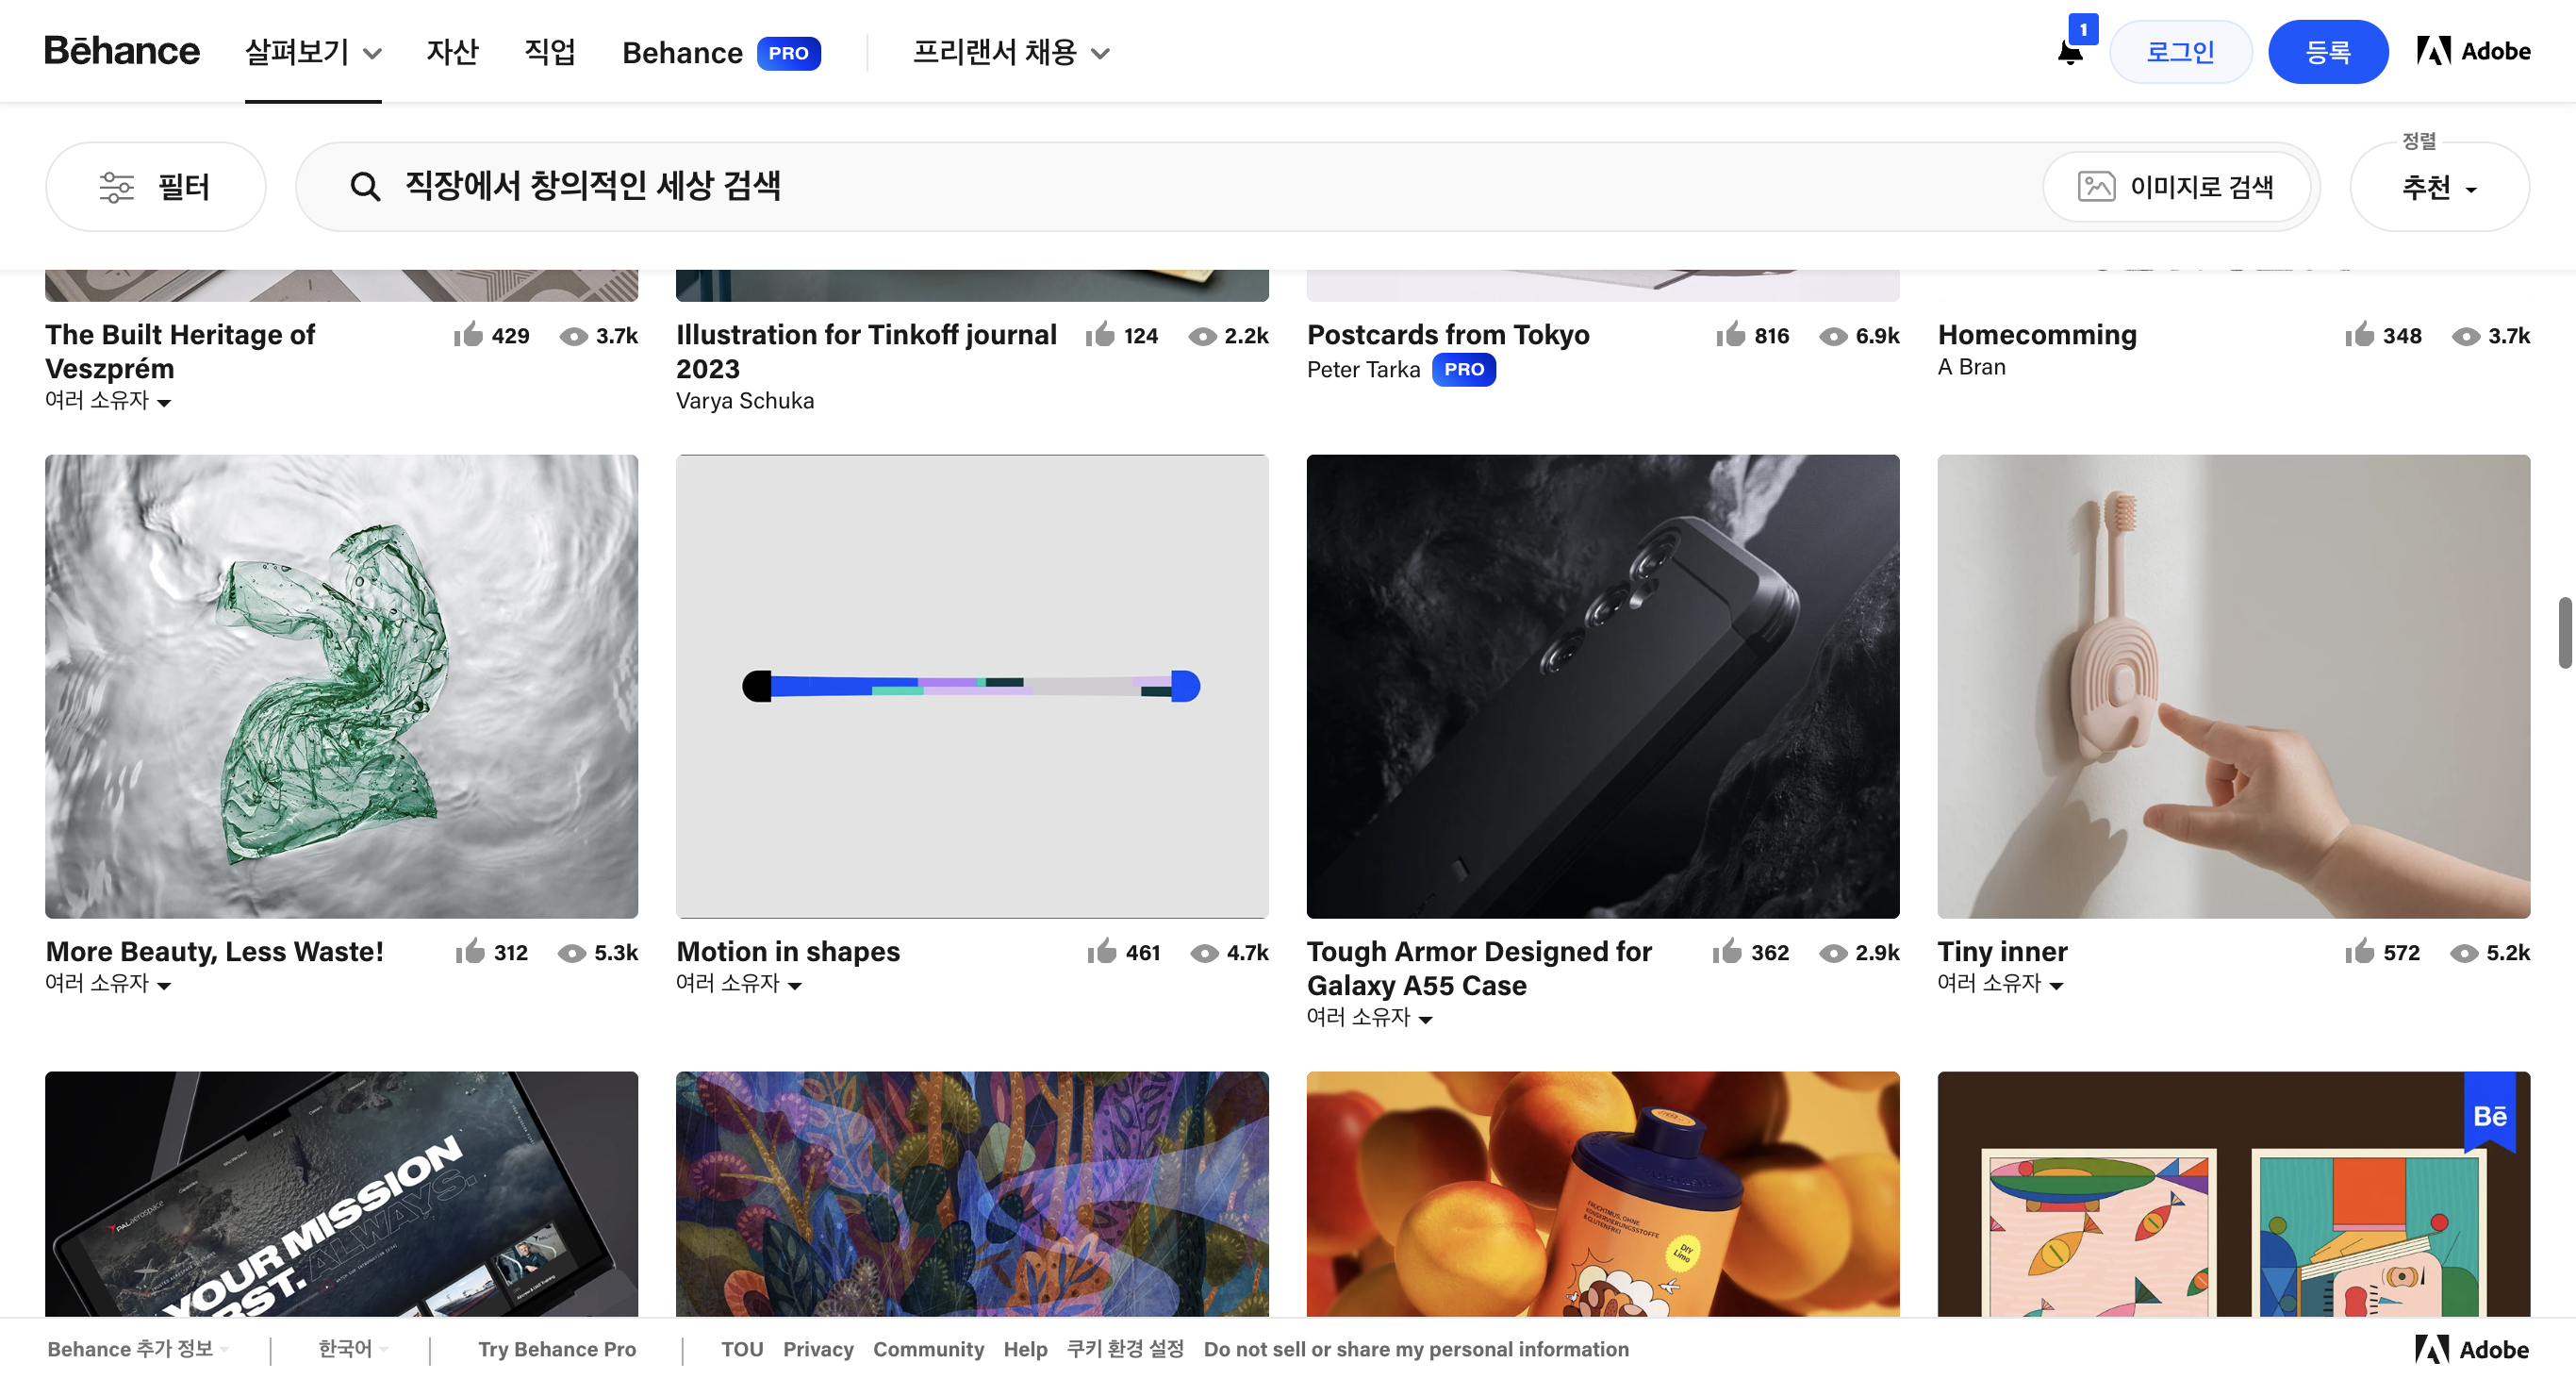 Bēhance 살펴보기 자산 직업 Behance PRO 프리랜서 채용 1 로그인 등록 Adobe
정렬
필터 직장에서 창의적인 세상 검색 이미지로 검색 추천
The Built Heritage of Veszprém 429 3.7k
여러 소유자
Illustration for Tinkoff journal 2023 124 2.2k
Varya Schuka
Postcards from Tokyo 816 6.9k
Peter Tarka PRO
Homecomming 348 3.7k
A Bran
More Beauty, Less Waste! 312 5.3k
여러 소유자
Motion in shapes 461 4.7k
여러 소유자
Tough Armor Designed for Galaxy A55 Case 362 2.9k
여러 소유자
Tiny inner 572 5.2k
여러 소유자
PALaerospace
YOUR MISSION
ALWAYS.
FRUCHTMUS, OHNE
KONSERVIERUNGSSTOFFE
& GLUTENFREI
DIY
Limo
Bē
Behance 추가 정보 한국어 Try Behance Pro TOU Privacy Community Help 쿠키 환경 설정 Do not sell or share my personal information Adobe